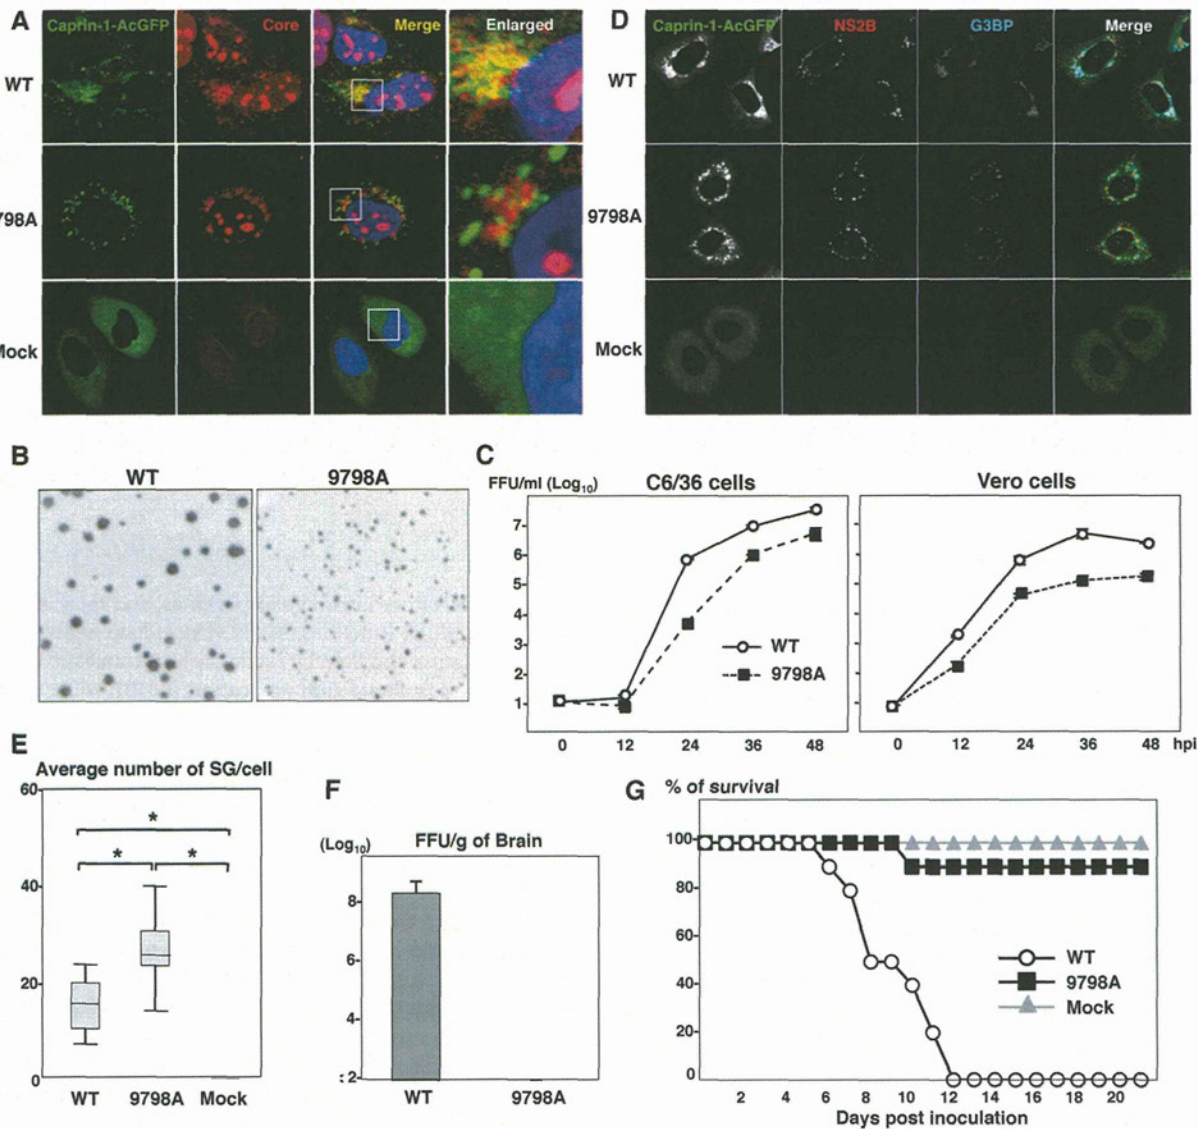 A
Caprin-1-AcGFP Core Merge Enlarged
WT
798A
Mock
D
Caprin-1-AcGFP NS2B G3BP Merge
WT
9798A
Mock
B
WT 9798A
C
FFU/ml (Log10) C6/36 cells Vero cells
7
6
5
4
3
2
1
WT
9798A
0 12 24 36 48
0 12 24 36 48 hpi
E
Average number of SG/cell
60
40
20
0
* * *
WT 9798A Mock
F
(Log10) FFU/g of Brain
8
6
4
:2
WT 9798A
G
% of survival
100
80
60
40
20
0
WT
9798A
Mock
2 4 6 8 10 12 14 16 18 20
Days post inoculation